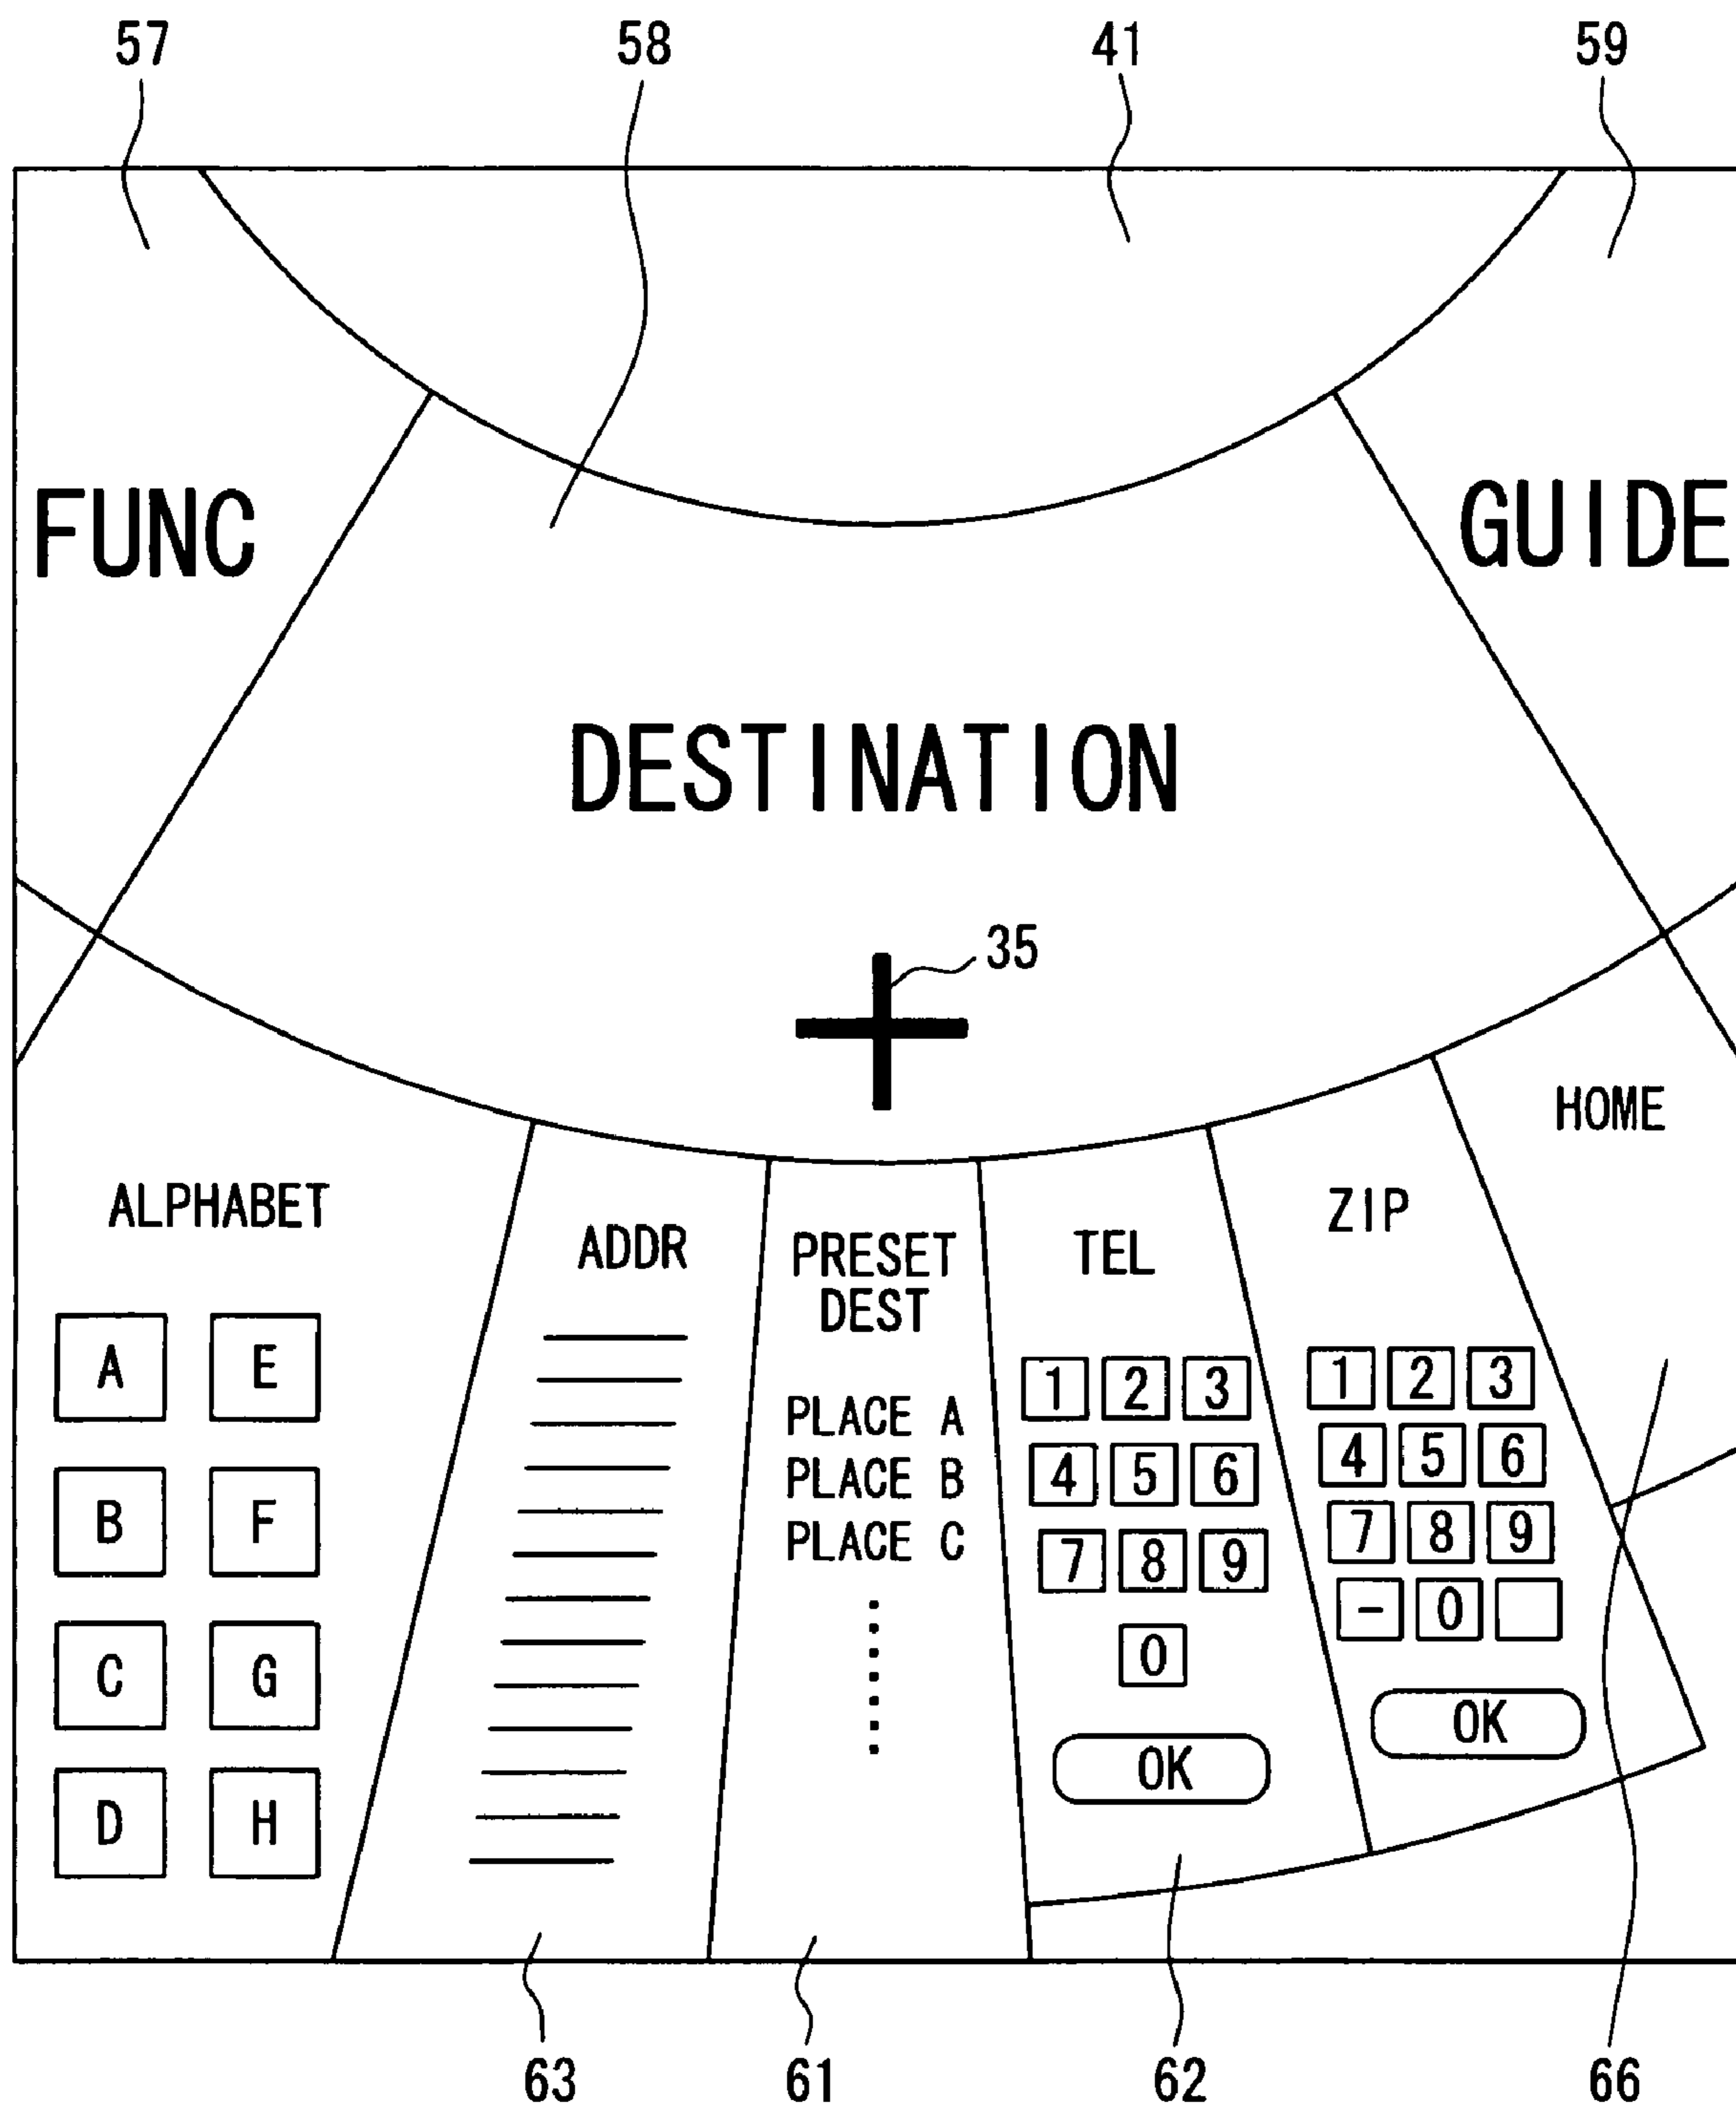 57 58 41 59
FUNC
GUIDE
DESTINATION
35
HOME
ALPHABET
ADDR
PRESET
DEST
TEL
ZIP
A E
B F
C G
D H
PLACE A
PLACE B
PLACE C
1 2 3
4 5 6
7 8 9
0
OK
1 2 3
4 5 6
7 8 9
- 0
OK
63 61 62 66